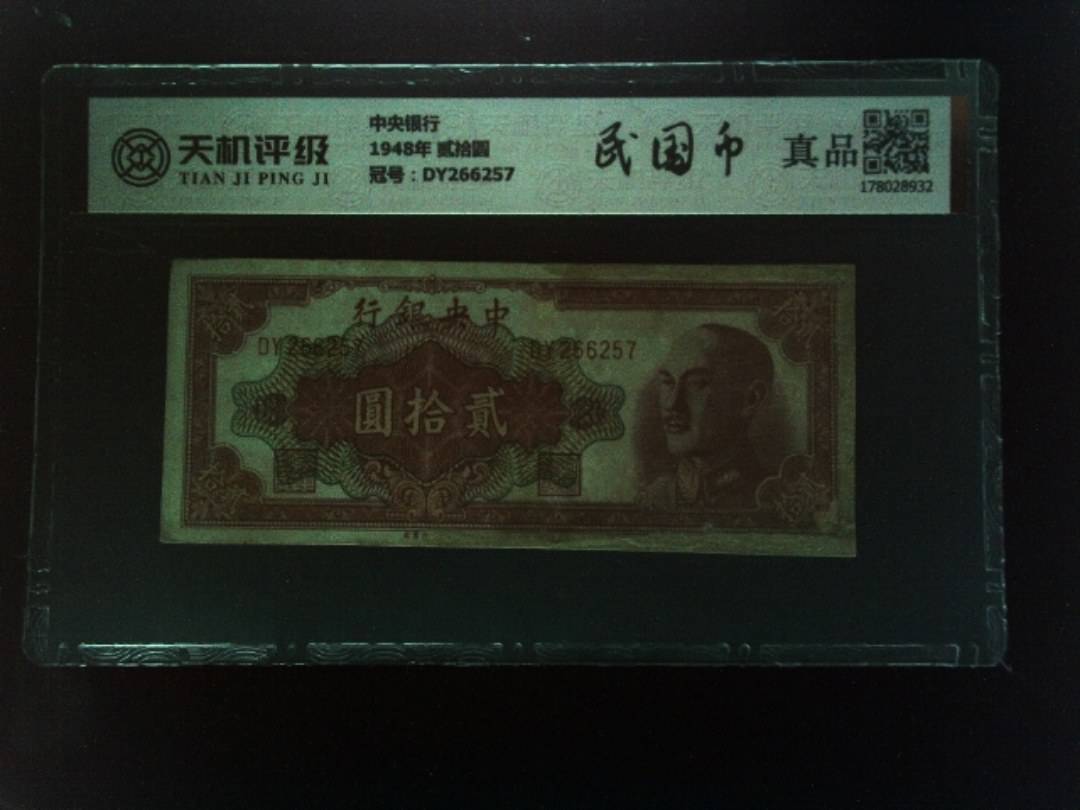 天机评级
TIAN JI PING JI
中央银行
1948年 贰拾圆
冠号：DY266257
民国币
真品
178028932
行銀央中
DY266257
DY266257
圓拾貳